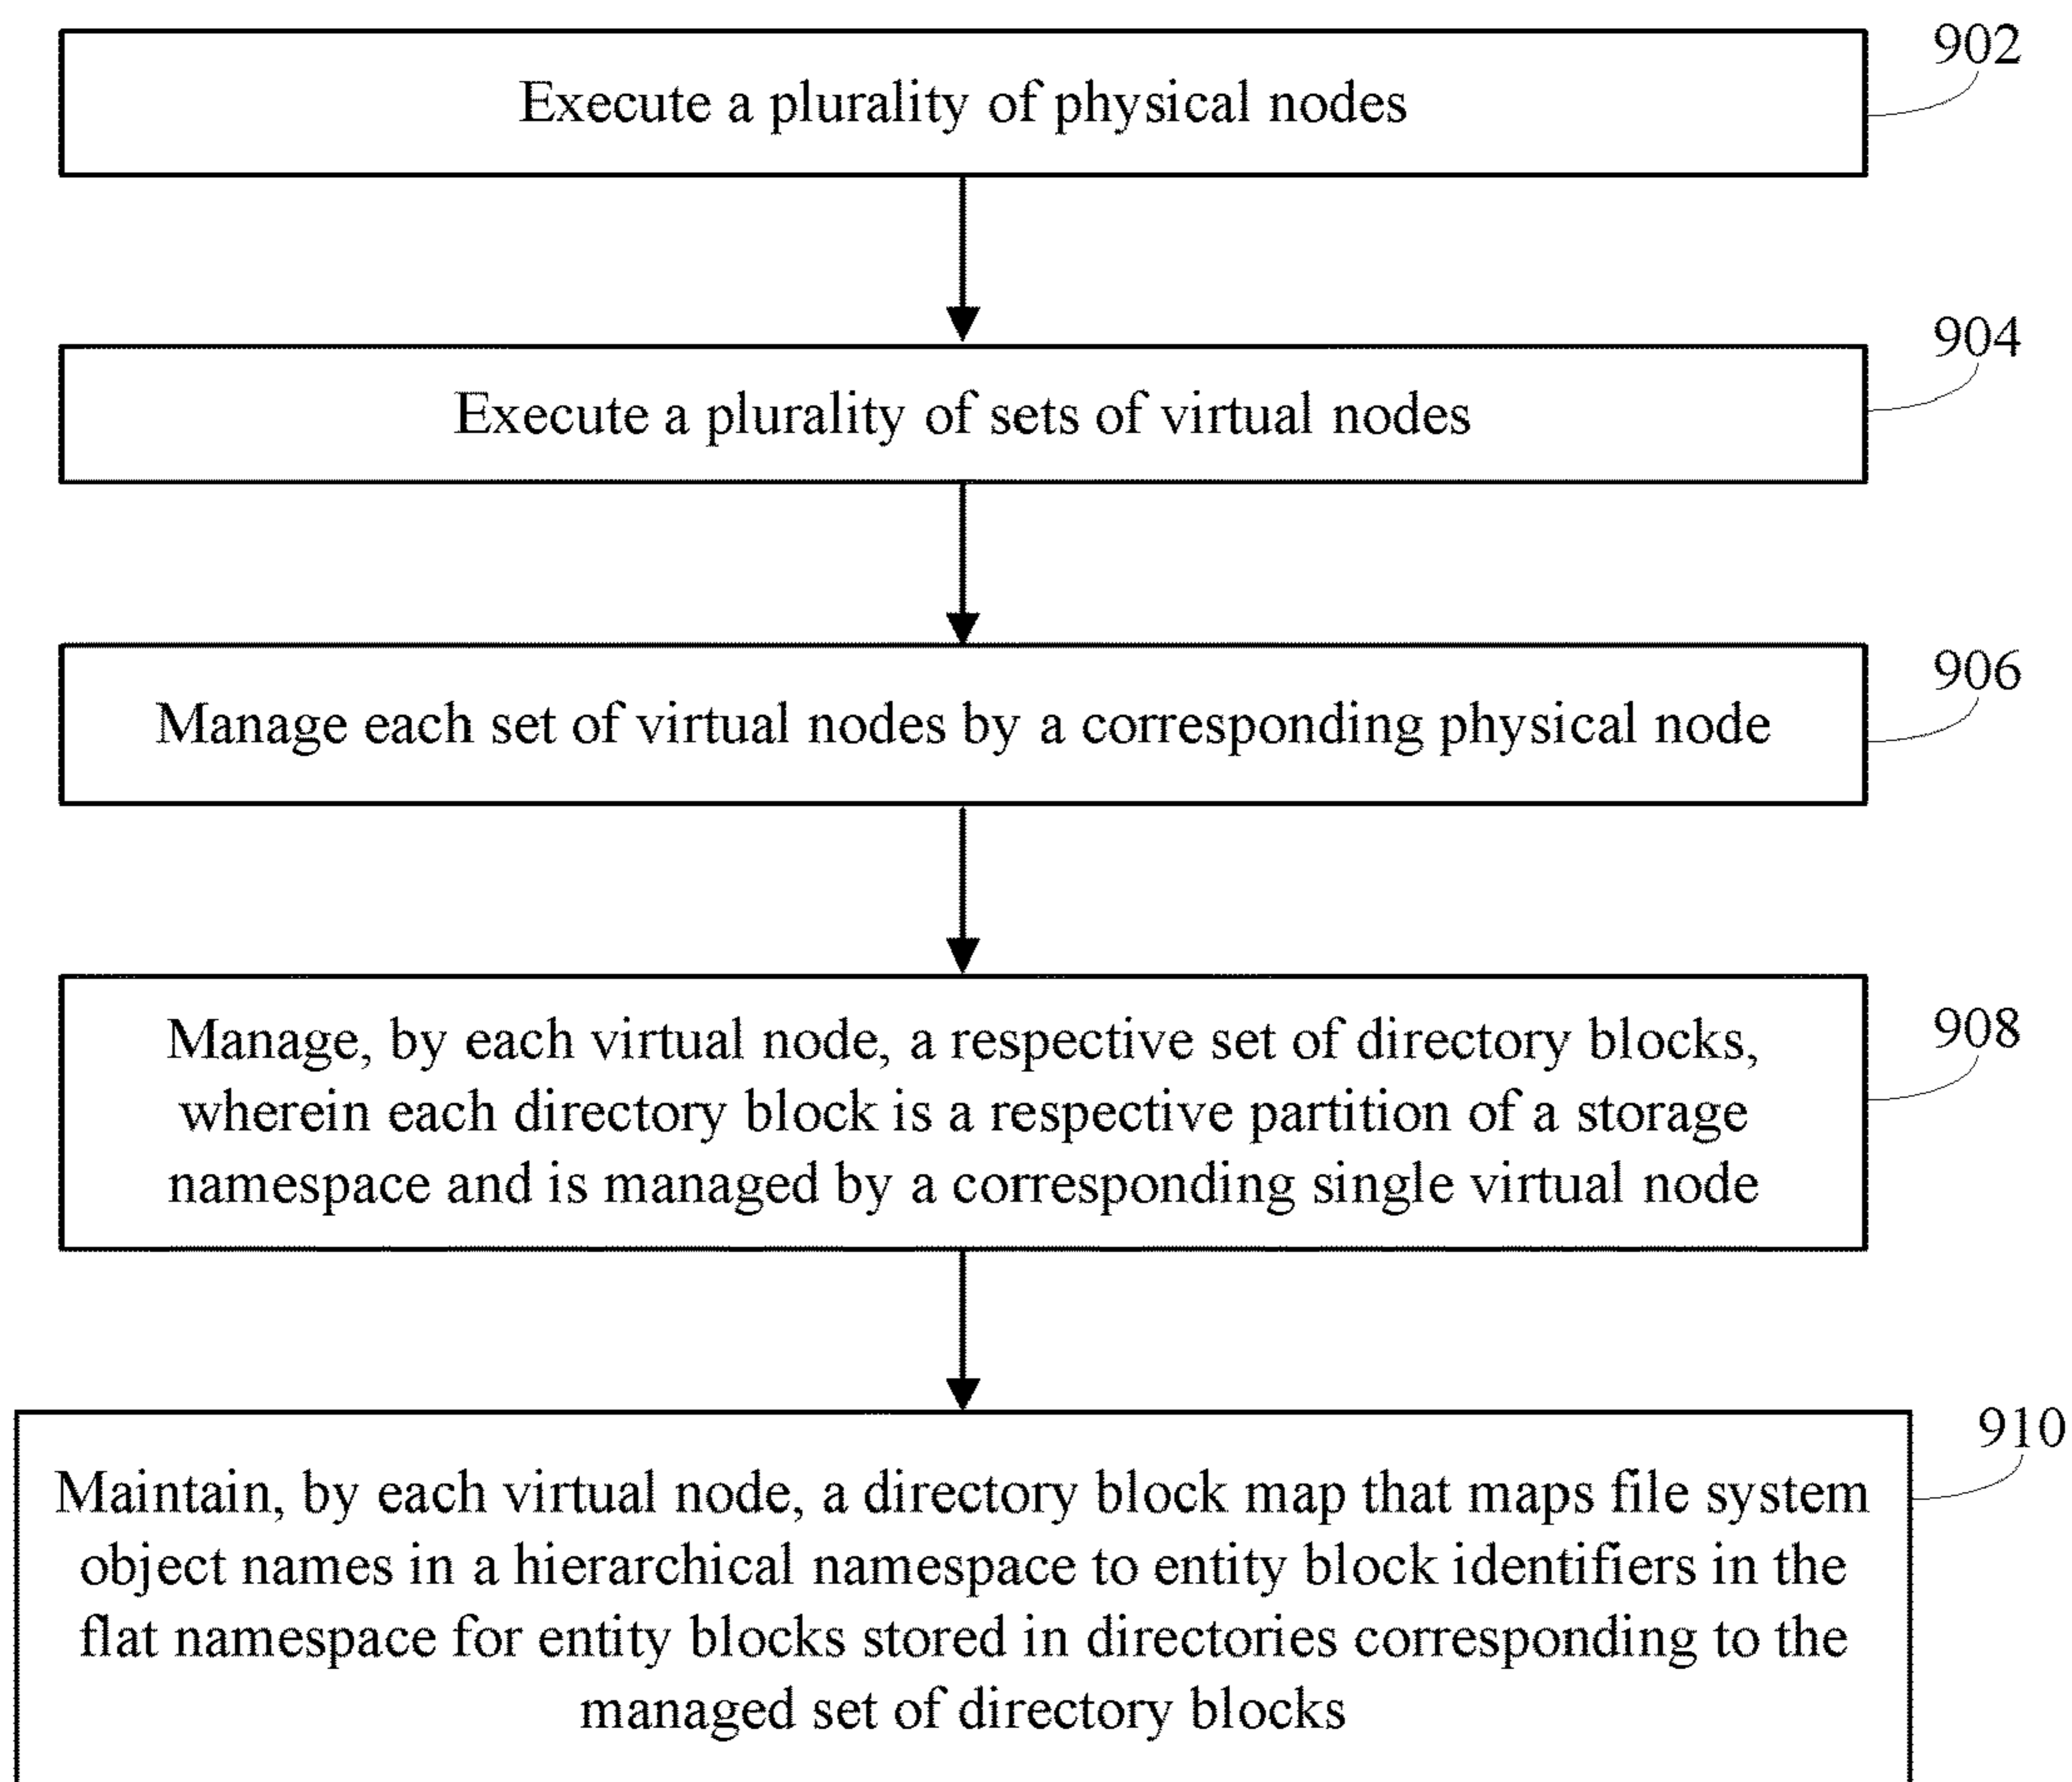 902
Execute a plurality of physical nodes
904
Execute a plurality of sets of virtual nodes
906
Manage each set of virtual nodes by a corresponding physical node
908
Manage, by each virtual node, a respective set of directory blocks,
wherein each directory block is a respective partition of a storage
namespace and is managed by a corresponding single virtual node
910
Maintain, by each virtual node, a directory block map that maps file system
object names in a hierarchical namespace to entity block identifiers in the
flat namespace for entity blocks stored in directories corresponding to the
managed set of directory blocks